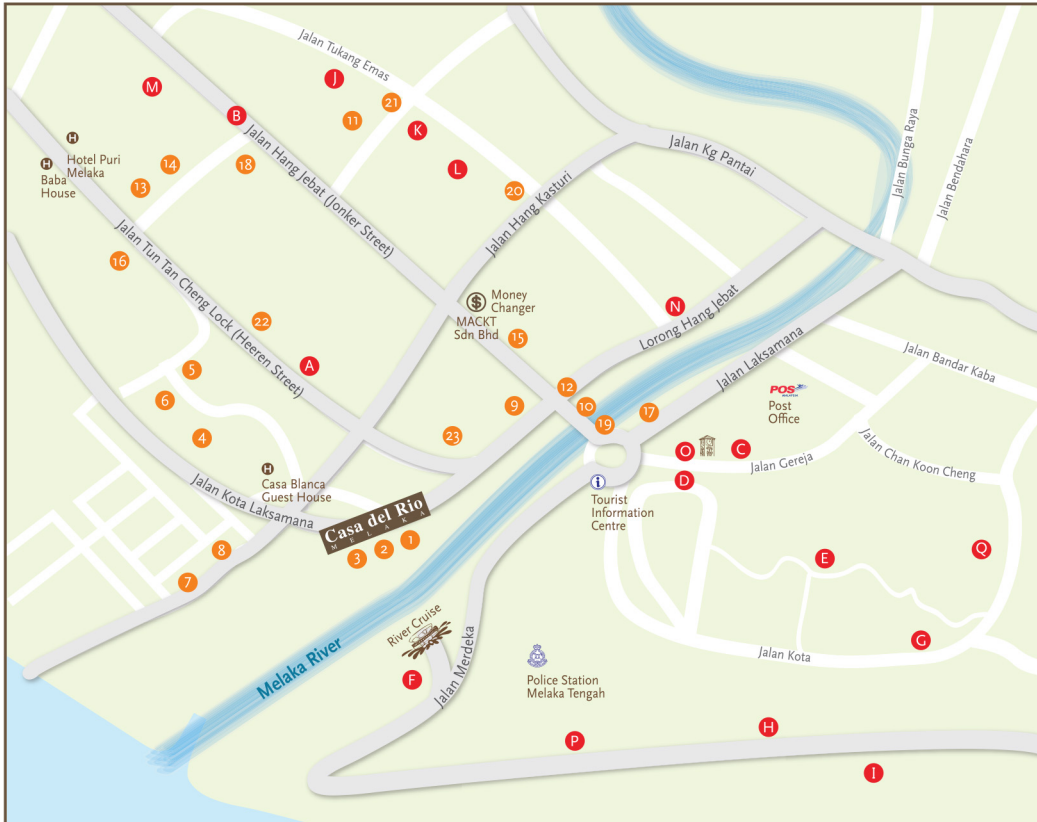 Jalan Tukang Emas
M
J
21
B
11
K
Jalan Bunga Raya
Jalan Bendahara
H
Hotel Puri
Melaka
H
Baba
House
14
18
13
Jalan Hang Jebat (Jonker Street)
L
20
Jalan Kg Pantai
Jalan Hang Kasturi
16
Jalan Tun Tan Cheng Lock (Heeren Street)
$
Money
Changer
MACKT
Sdn Bhd
N
Lorong Hang Jebat
22
15
Jalan Laksamana
Jalan Bandar Kaba
A
5
6
4
12
9
10
19
17
23
POS
MALAYSIA
Post
Office
O
C
D
Jalan Gereja
Jalan Chan Koon Cheng
H
Casa Blanca
Guest House
Jalan Kota Laksamana
i
Tourist
Information
Centre
Casa del Rio
MELAKA
1
2
3
8
7
E
Q
G
Melaka River
River Cruise
F
Jalan Merdeka
Police Station
Melaka Tengah
Jalan Kota
P
H
I